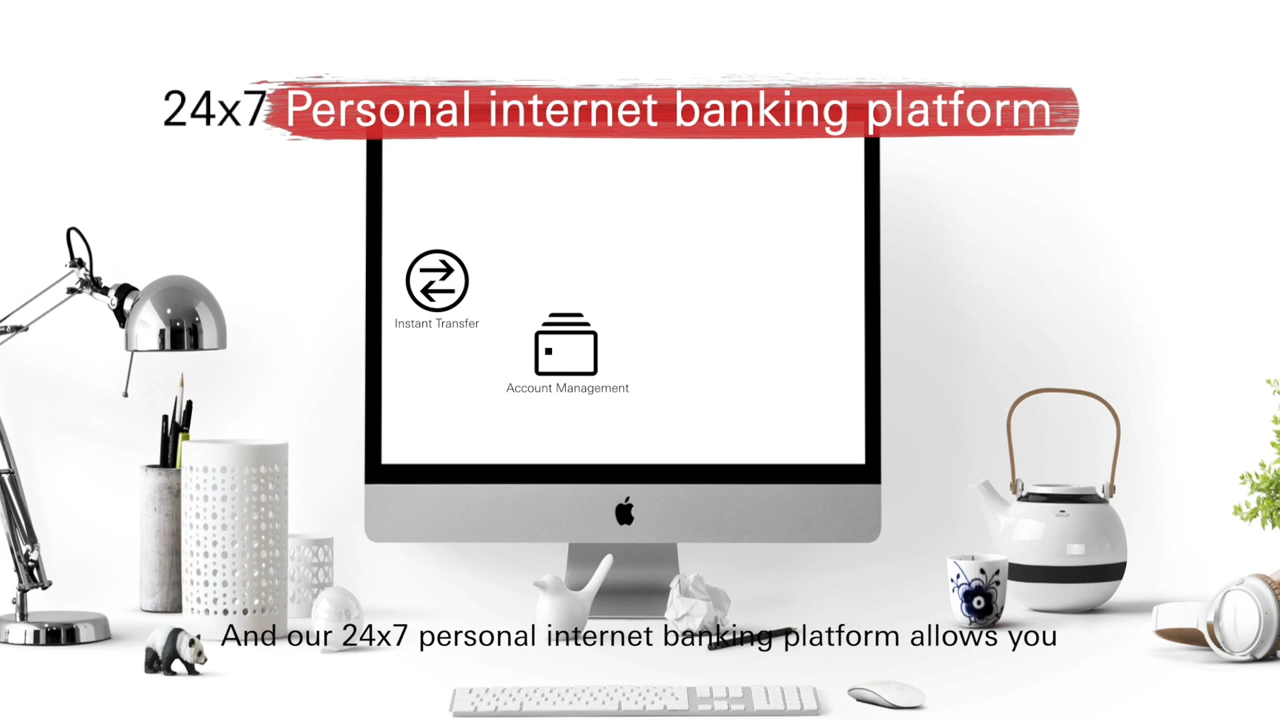 24x7 Personal internet banking platform
Instant Transfer
Account Management
And our 24x7 personal internet banking platform allows you